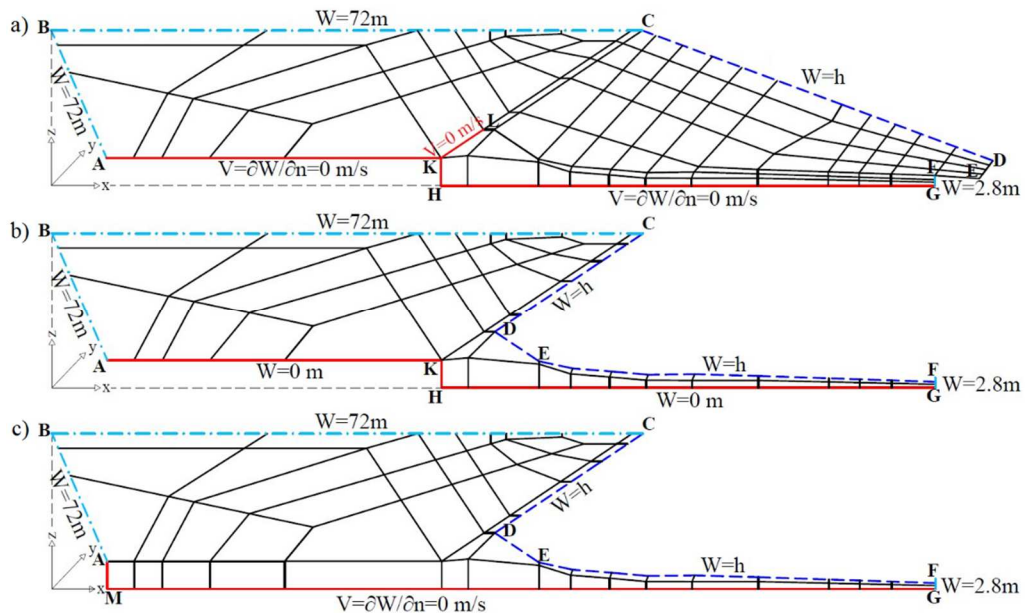 a)
B
W=72m
C
W=72m
W=h
L
V=0 m/s
z
y
A
K
F
D
E
x
V=∂W/∂n=0 m/s
H
V=∂W/∂n=0 m/s
G
W=2.8m
b)
B
W=72m
C
W=72m
W=h
D
z
y
A
K
E
W=h
F
x
W=0 m
H
W=0 m
G
W=2.8m
c)
B
W=72m
C
W=72m
W=h
D
z
y
A
E
W=h
F
x
M
V=∂W/∂n=0 m/s
G
W=2.8m